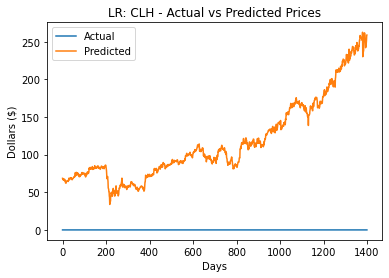 LR: CLH - Actual vs Predicted Prices
Actual
Predicted
Dollars ($)
250
200
150
100
50
0
0 200 400 600 800 1000 1200 1400
Days